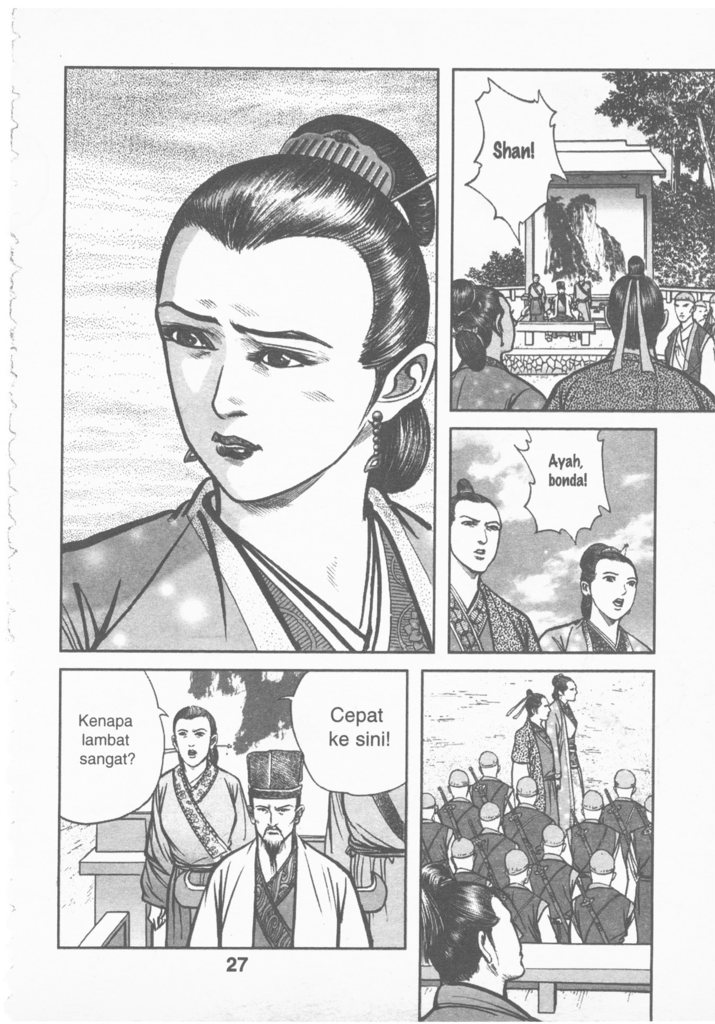 Shan!
Ayah,
bonda!
Kenapa
lambat
sangat?
Cepat
ke sini!
27